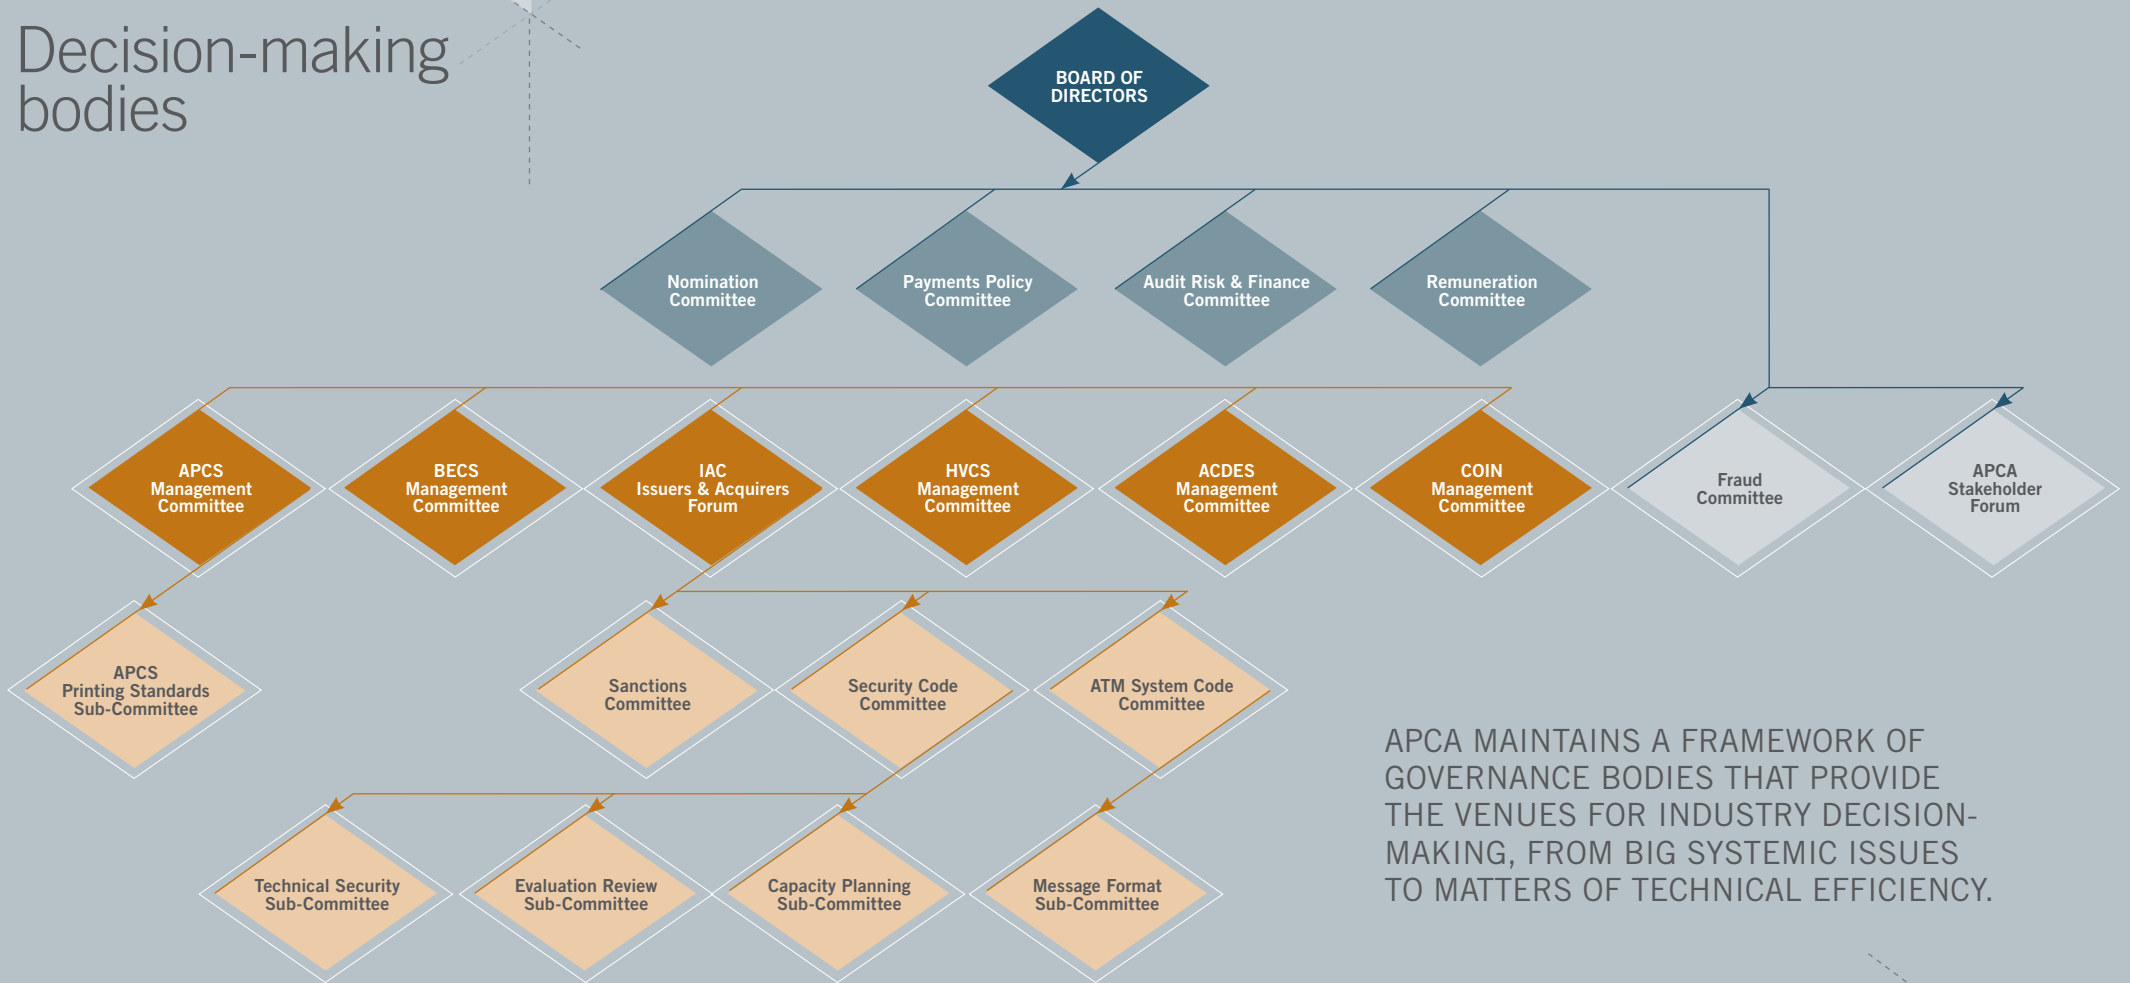 Decision-making
bodies
BOARD OF
DIRECTORS
Nomination
Committee
Payments Policy
Committee
Audit Risk & Finance
Committee
Remuneration
Committee
APCS
Management
Committee
BECS
Management
Committee
IAC
Issuers & Acquirers
Forum
HVCS
Management
Committee
ACDES
Management
Committee
COIN
Management
Committee
Fraud
Committee
APCA
Stakeholder
Forum
APCS
Printing Standards
Sub-Committee
Sanctions
Committee
Security Code
Committee
ATM System Code
Committee
Technical Security
Sub-Committee
Evaluation Review
Sub-Committee
Capacity Planning
Sub-Committee
Message Format
Sub-Committee
APCA MAINTAINS A FRAMEWORK OF
GOVERNANCE BODIES THAT PROVIDE
THE VENUES FOR INDUSTRY DECISION-
MAKING, FROM BIG SYSTEMIC ISSUES
TO MATTERS OF TECHNICAL EFFICIENCY.